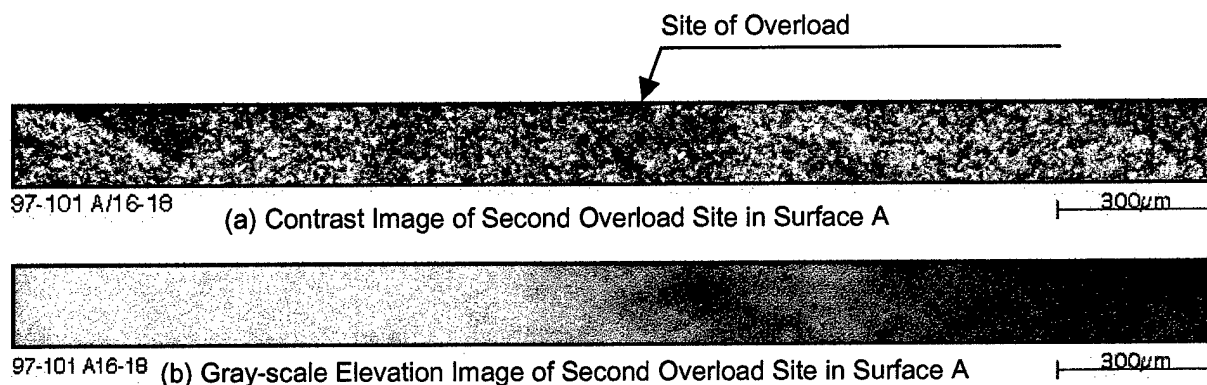 Site of Overload
97-101 A/16-18
(a) Contrast Image of Second Overload Site in Surface A
300µm
97-101 A16-18
(b) Gray-scale Elevation Image of Second Overload Site in Surface A
300µm